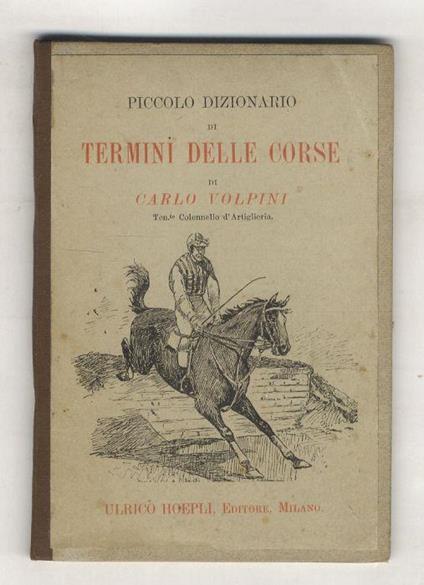 PICCOLO DIZIONARIO
DI
TERMINI DELLE CORSE
DI
CARLO VOLPINI
Ten.te Colonnello d'Artiglieria.
ULRICO HOEPLI, EDITORE, MILANO.